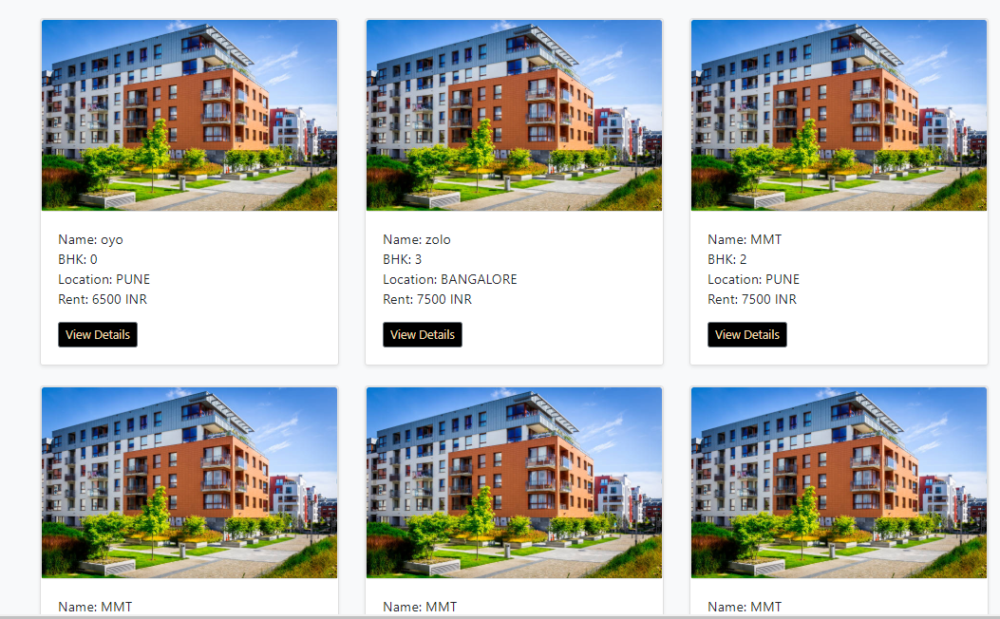 Name: oyo
BHK: 0
Location: PUNE
Rent: 6500 INR
View Details
Name: zolo
BHK: 3
Location: BANGALORE
Rent: 7500 INR
View Details
Name: MMT
BHK: 2
Location: PUNE
Rent: 7500 INR
View Details
Name: MMT
Name: MMT
Name: MMT